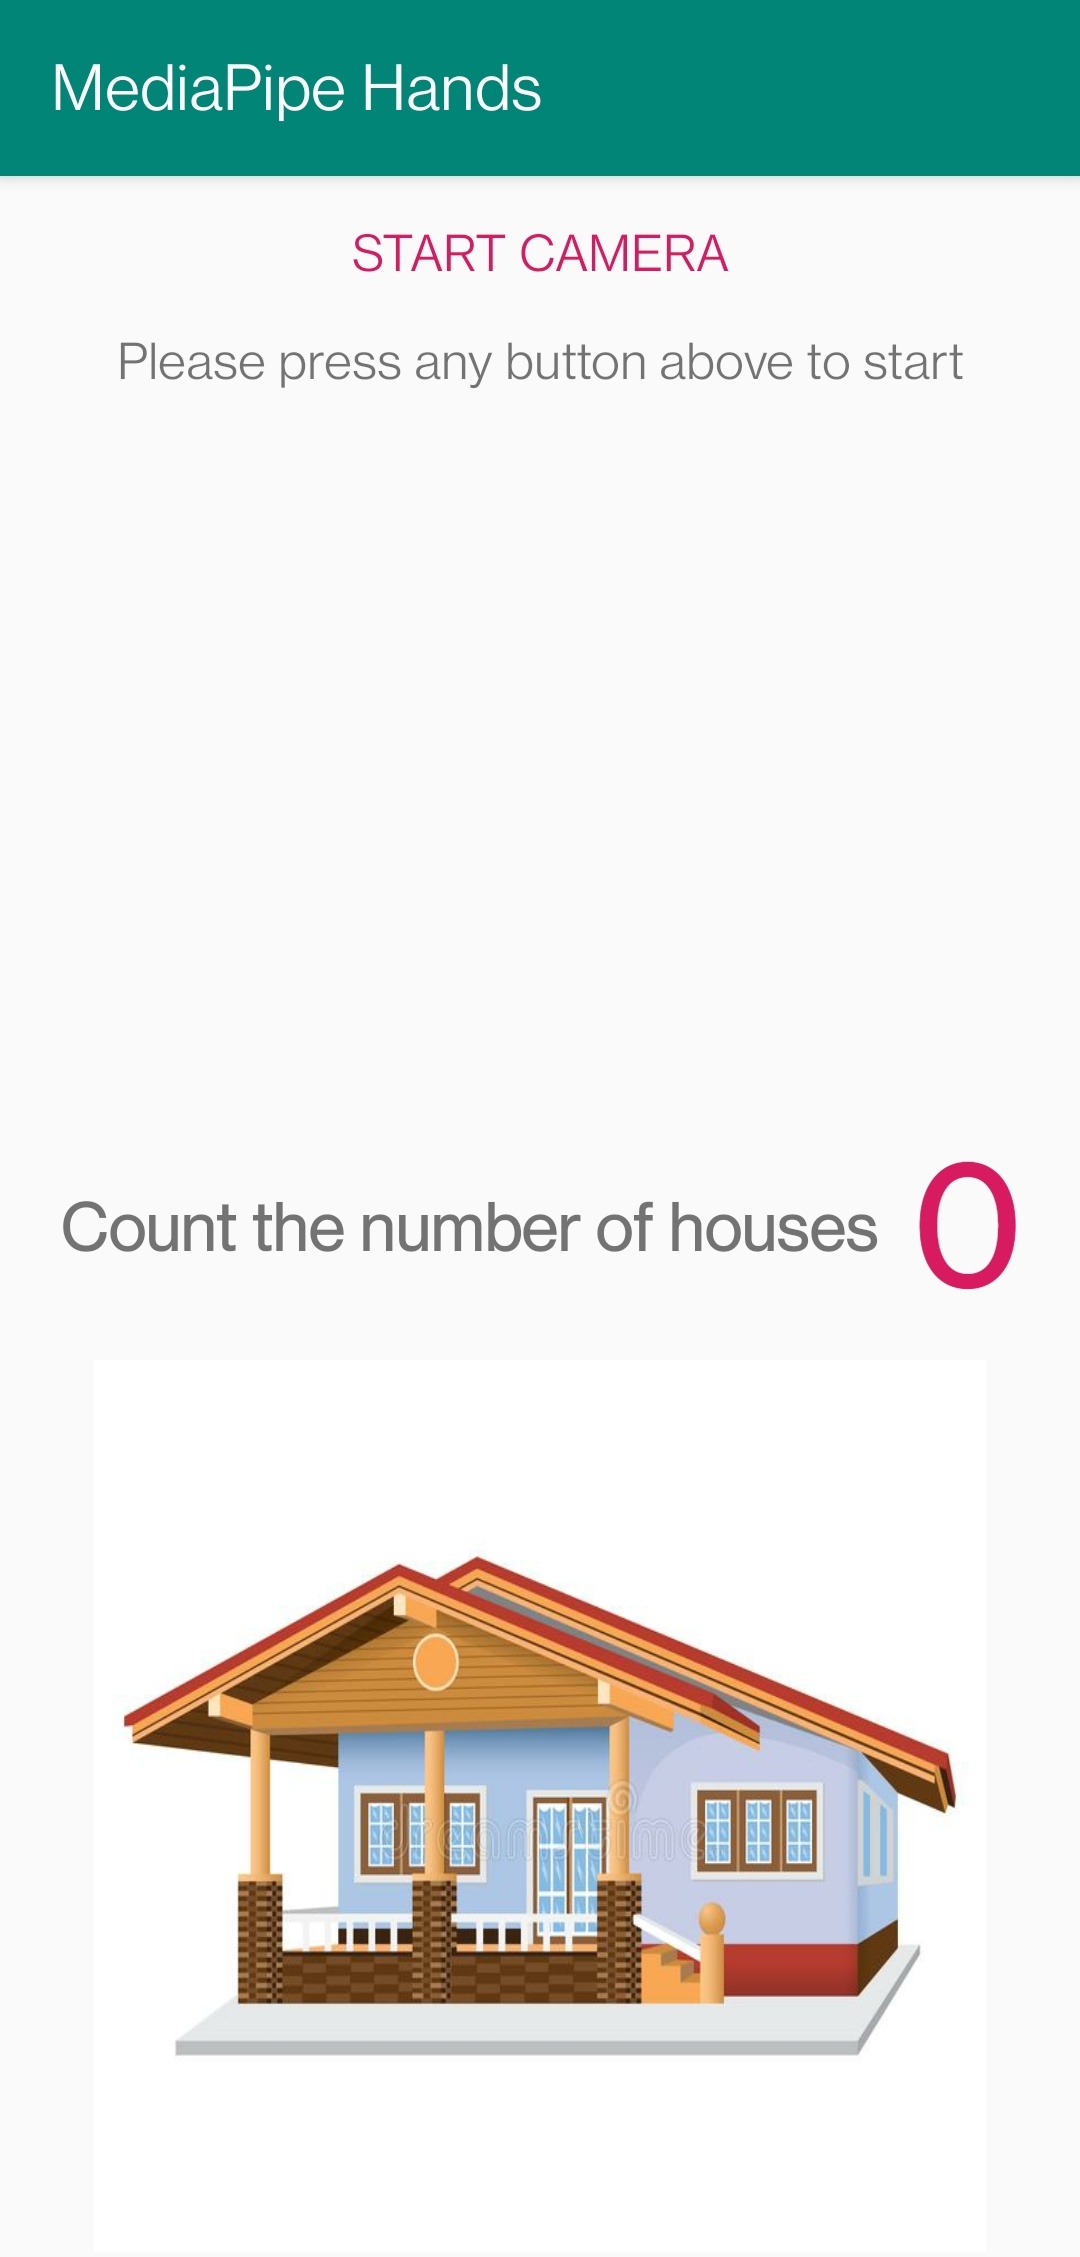 MediaPipe Hands
START CAMERA
Please press any button above to start
Count the number of houses 0
dreamstime